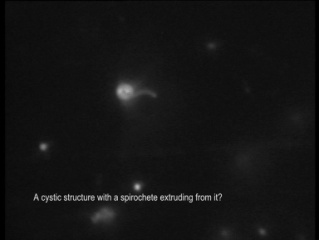 A cystic structure with a spirochete extruding from it?